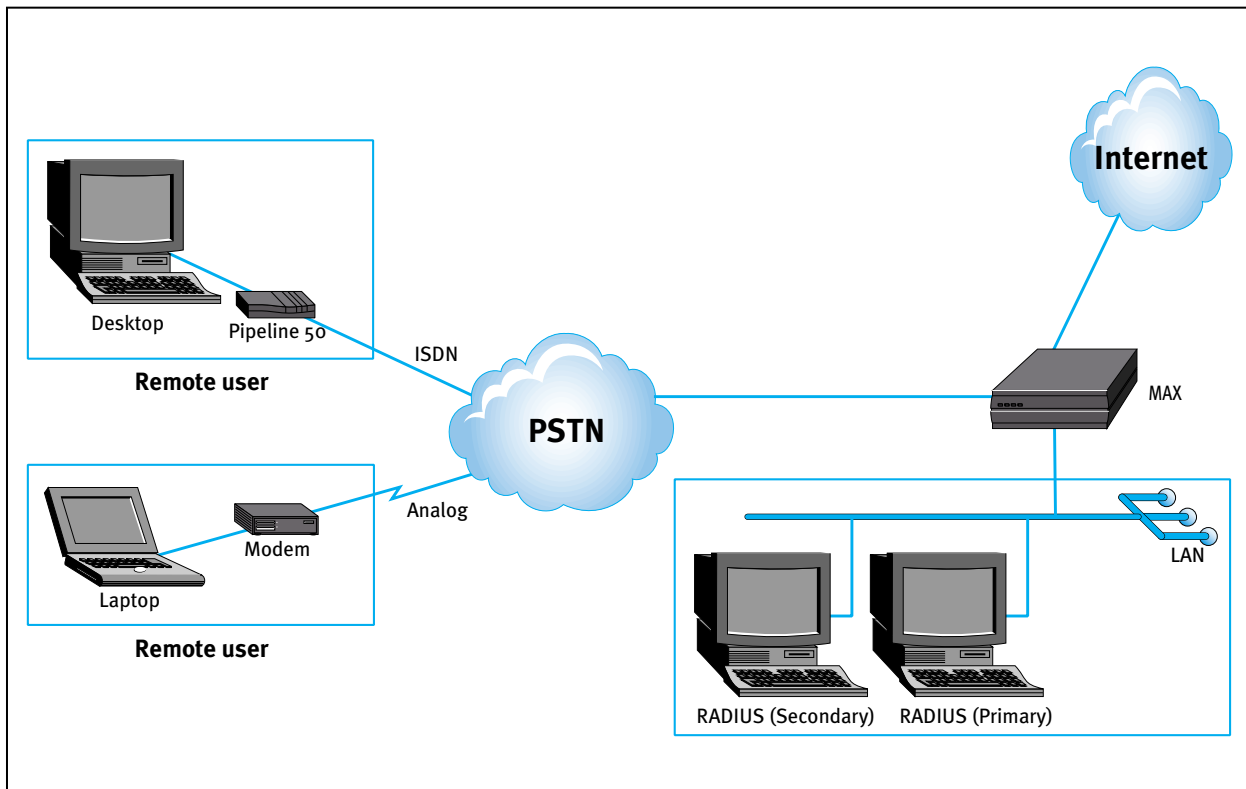 Internet
Desktop
Pipeline 50
ISDN
Remote user
MAX
PSTN
Analog
Modem
Laptop
LAN
Remote user
RADIUS (Secondary)
RADIUS (Primary)